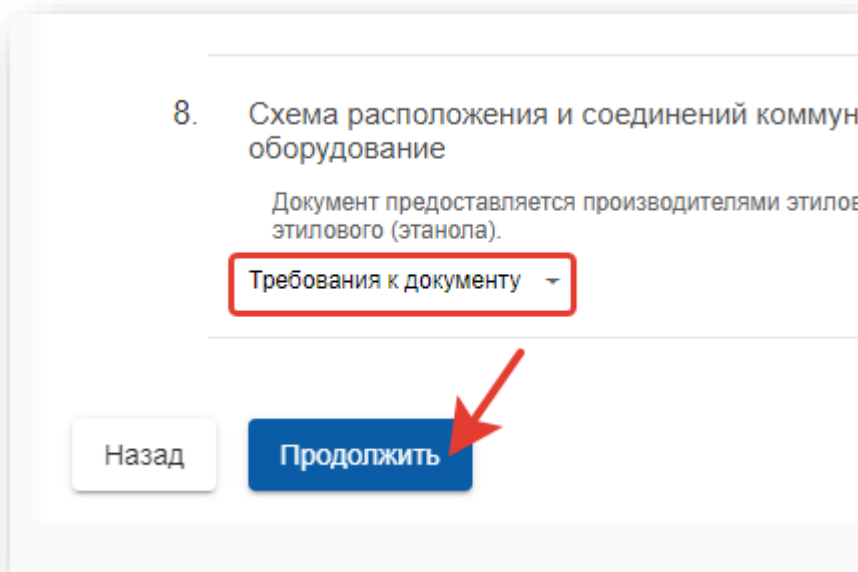 8. Схема расположения и соединений коммун
оборудование
Документ предоставляется производителями этилов
этилового (этанола).
Требования к документу
Назад Продолжить